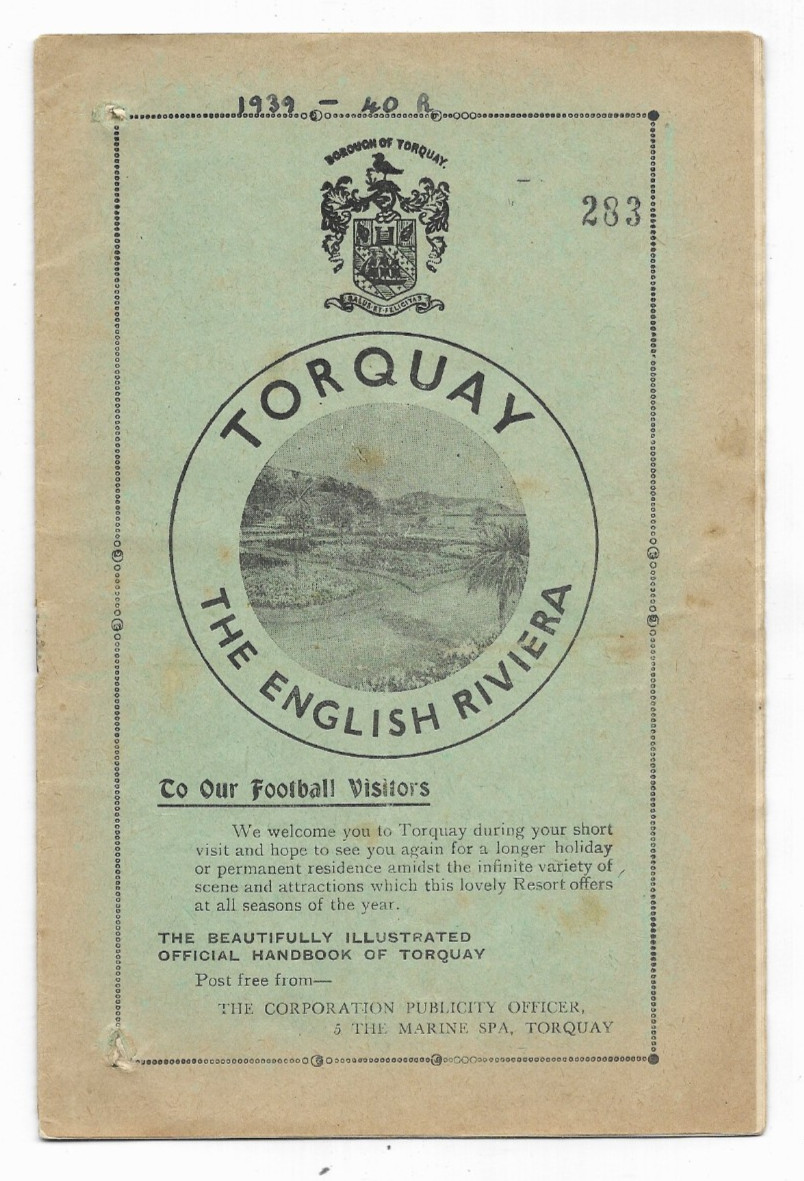 1939 - 40 R
BOROUGH OF TORQUAY.
283
SALUS·ET·FELICITAS
TORQUAY
THE ENGLISH RIVIERA
To Our Football Visitors
We welcome you to Torquay during your short
visit and hope to see you again for a longer holiday
or permanent residence amidst the infinite variety of
scene and attractions which this lovely Resort offers
at all seasons of the year.
THE BEAUTIFULLY ILLUSTRATED
OFFICIAL HANDBOOK OF TORQUAY
Post free from—
THE CORPORATION PUBLICITY OFFICER,
5 THE MARINE SPA, TORQUAY